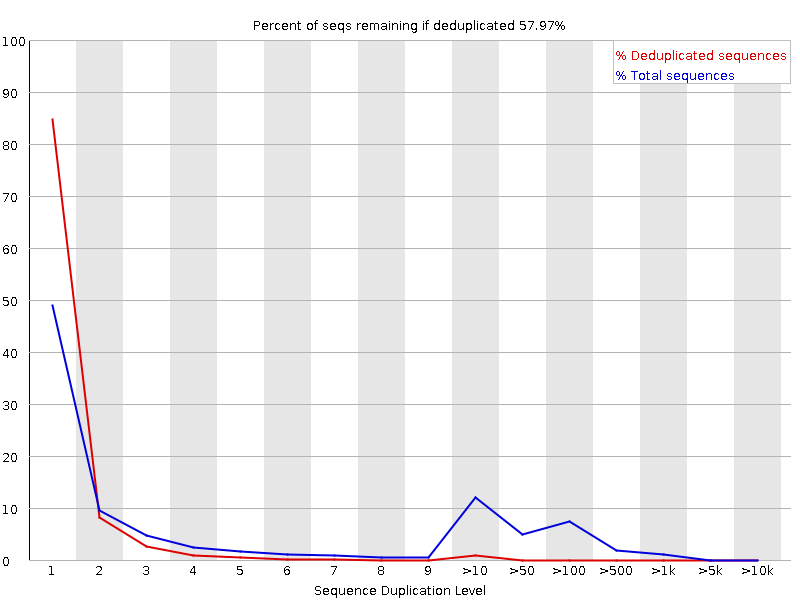 Percent of seqs remaining if deduplicated 57.97%
% Deduplicated sequences
% Total sequences
100
90
80
70
60
50
40
30
20
10
0
1 2 3 4 5 6 7 8 9 >10 >50 >100 >500 >1k >5k >10k
Sequence Duplication Level